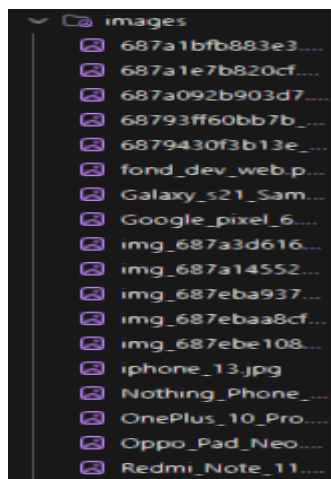 images
687a1bfb883e3....
687a1e7b820cf....
687a092b903d7...
68793ff60bb7b_...
6879430f3b13e_...
fond_dev_web.p...
Galaxy_s21_Sam...
Google_pixel_6....
img_687a3d616...
img_687a14552...
img_687eba937...
img_687ebaa8cf...
img_687ebe108...
iphone_13.jpg
Nothing_Phone_...
OnePlus_10_Pro...
Oppo_Pad_Neo...
Redmi_Note_11...